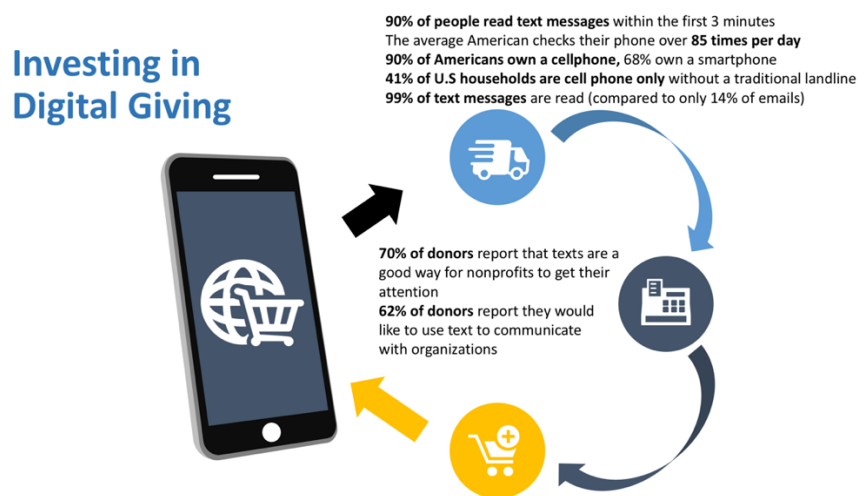 Investing in
Digital Giving
90% of people read text messages within the first 3 minutes
The average American checks their phone over 85 times per day
90% of Americans own a cellphone, 68% own a smartphone
41% of U.S households are cell phone only without a traditional landline
99% of text messages are read (compared to only 14% of emails)
70% of donors report that texts are a
good way for nonprofits to get their
attention
62% of donors report they would
like to use text to communicate
with organizations